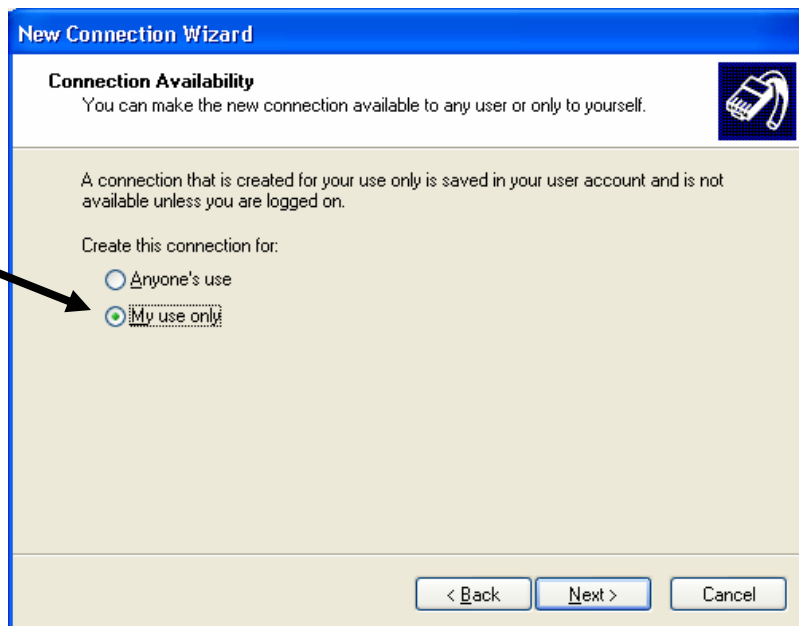 New Connection Wizard
Connection Availability
You can make the new connection available to any user or only to yourself.
A connection that is created for your use only is saved in your user account and is not
available unless you are logged on.
Create this connection for:
Anyone's use
My use only
< Back Next > Cancel